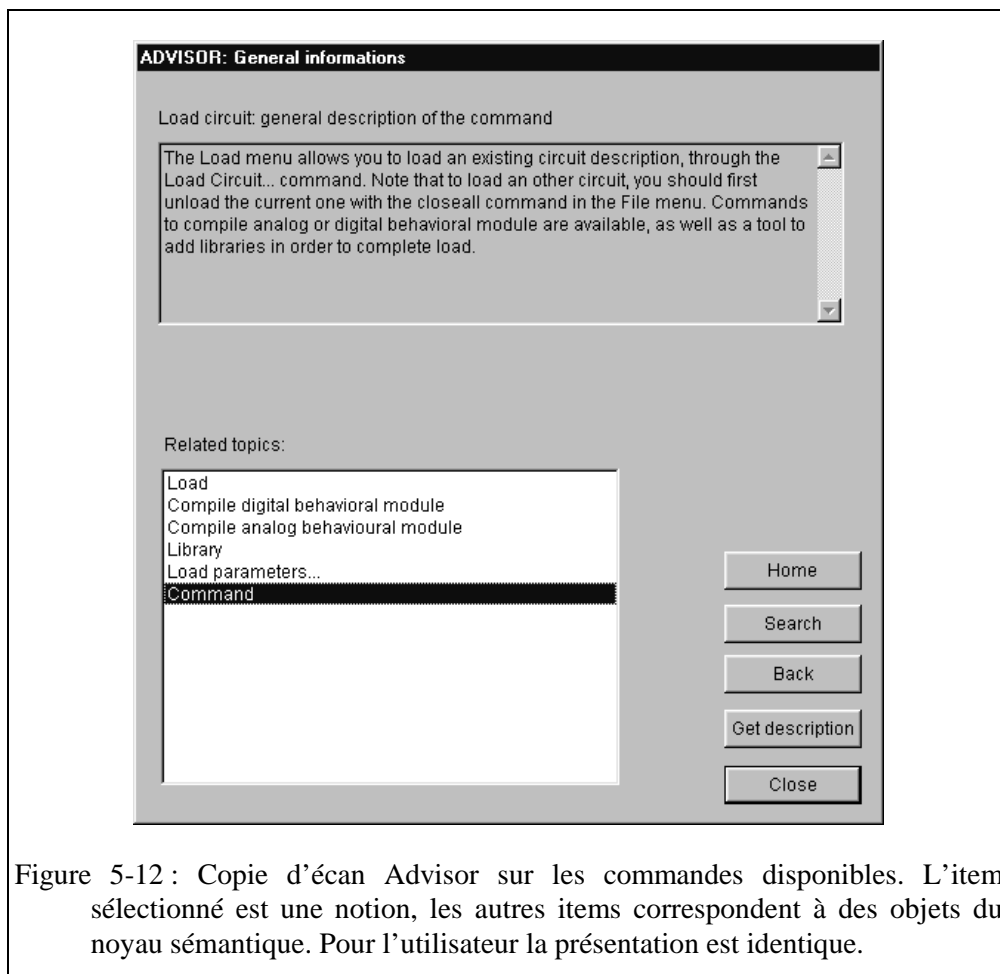 ADVISOR: General informations
Load circuit: general description of the command
The Load menu allows you to load an existing circuit description, through the
Load Circuit... command. Note that to load an other circuit, you should first
unload the current one with the closeall command in the File menu. Commands
to compile analog or digital behavioral module are available, as well as a tool to
add libraries in order to complete load.
Related topics:
Load
Compile digital behavioral module
Compile analog behavioural module
Library
Load parameters...
Command
Home
Search
Back
Get description
Close
Figure 5-12 : Copie d’écan Advisor sur les commandes disponibles. L’item
sélectionné est une notion, les autres items correspondent à des objets du
noyau sémantique. Pour l’utilisateur la présentation est identique.